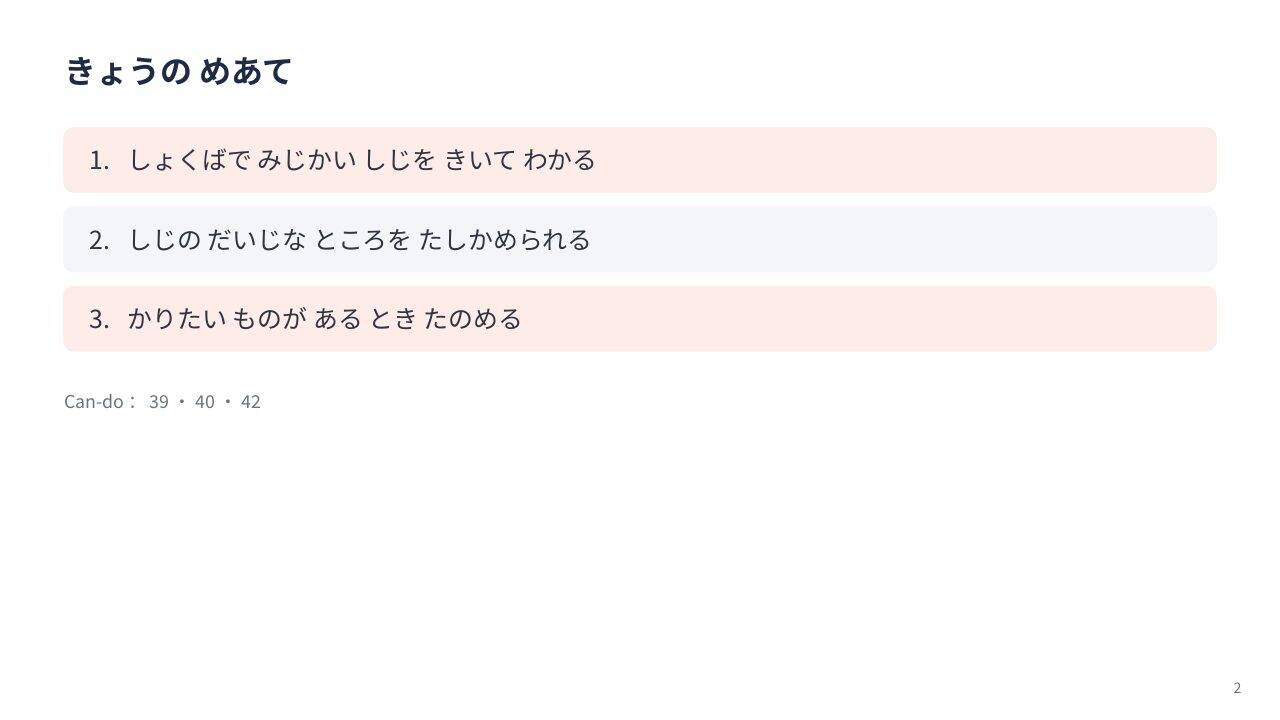 きょうの めあて
1. しょくばで みじかい しじを きいて わかる
2. しじの だいじな ところを たしかめられる
3. かりたい ものが ある とき たのめる
Can-do： 39 ・ 40 ・ 42
2